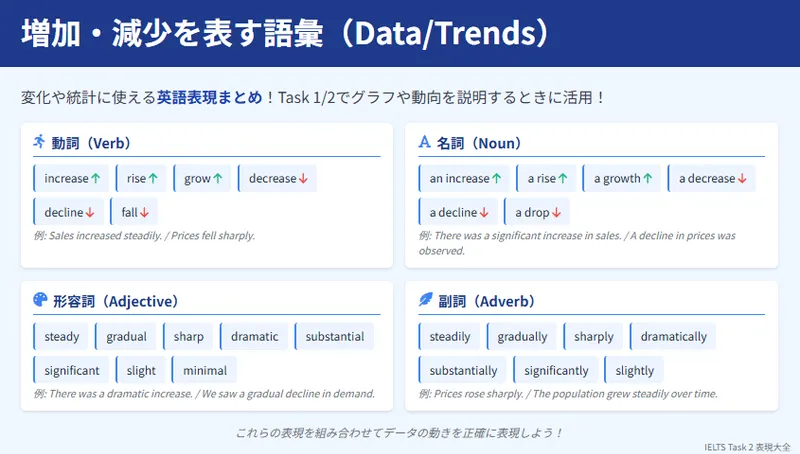 増加・減少を表す語彙（Data/Trends）
変化や統計に使える英語表現まとめ！Task 1/2でグラフや動向を説明するときに活用！
動詞（Verb）
increase↑ rise↑ grow↑ decrease↓
decline↓ fall↓
例: Sales increased steadily. / Prices fell sharply.
名詞（Noun）
an increase↑ a rise↑ a growth↑ a decrease↓
a decline↓ a drop↓
例: There was a significant increase in sales. / A decline in prices was
observed.
形容詞（Adjective）
steady gradual sharp dramatic substantial
significant slight minimal
例: There was a dramatic increase. / We saw a gradual decline in demand.
副詞（Adverb）
steadily gradually sharply dramatically
substantially significantly slightly
例: Prices rose sharply. / The population grew steadily over time.
これらの表現を組み合わせてデータの動きを正確に表現しよう！
IELTS Task 2 表現大全